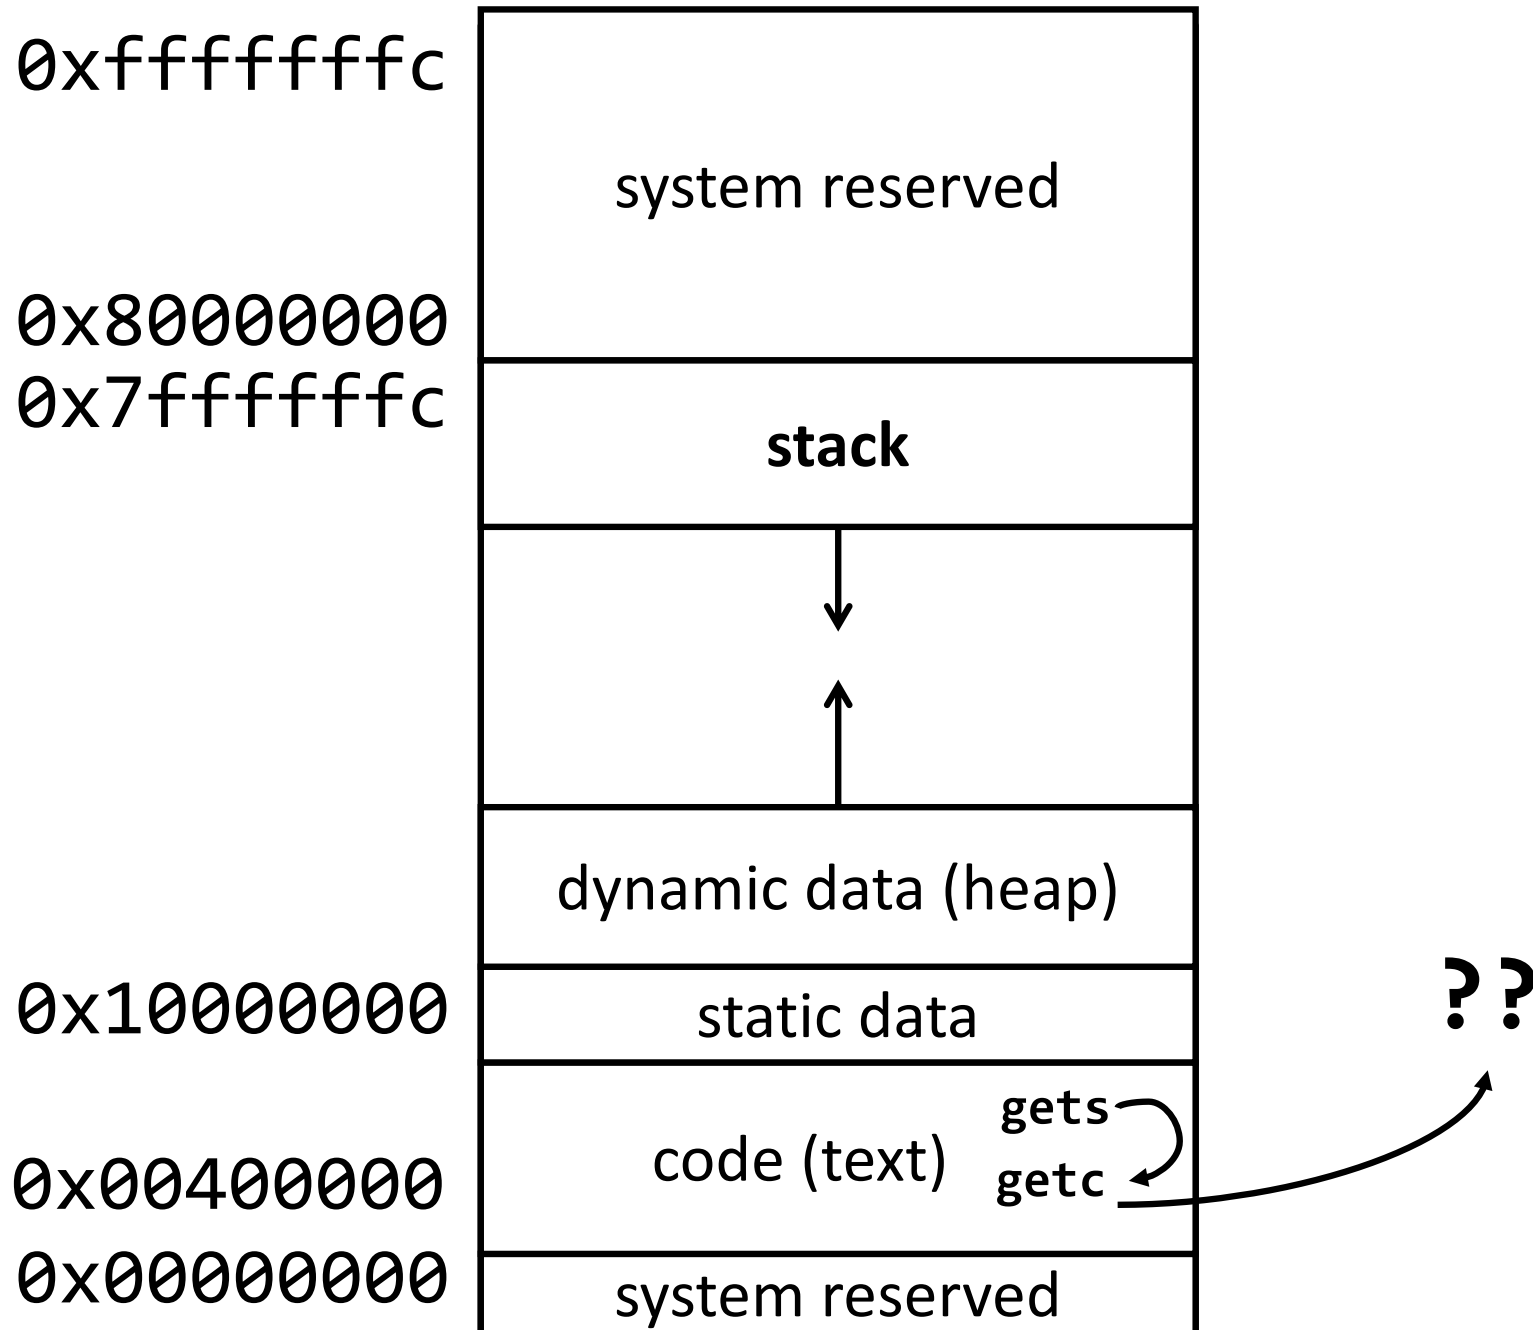 0xfffffffc
system reserved
0x80000000
0x7ffffffc
stack
dynamic data (heap)
0x10000000
static data
??
gets
code (text)
getc
0x00400000
0x00000000
system reserved